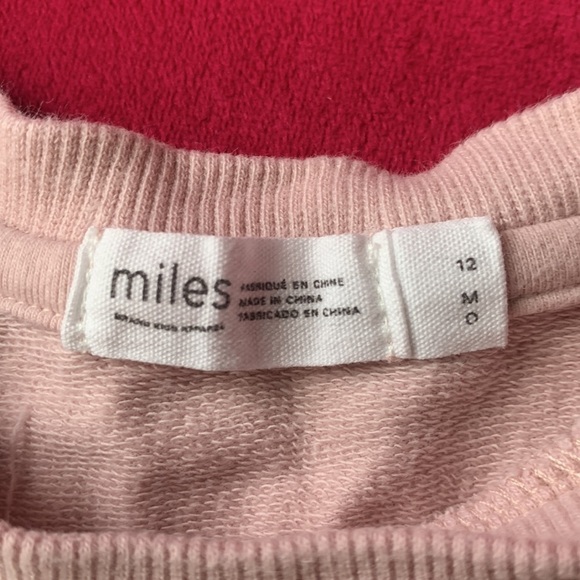 miles
FABRIQUÉ EN CHINE
MADE IN CHINA
FABRICADO EN CHINA
12
M
O